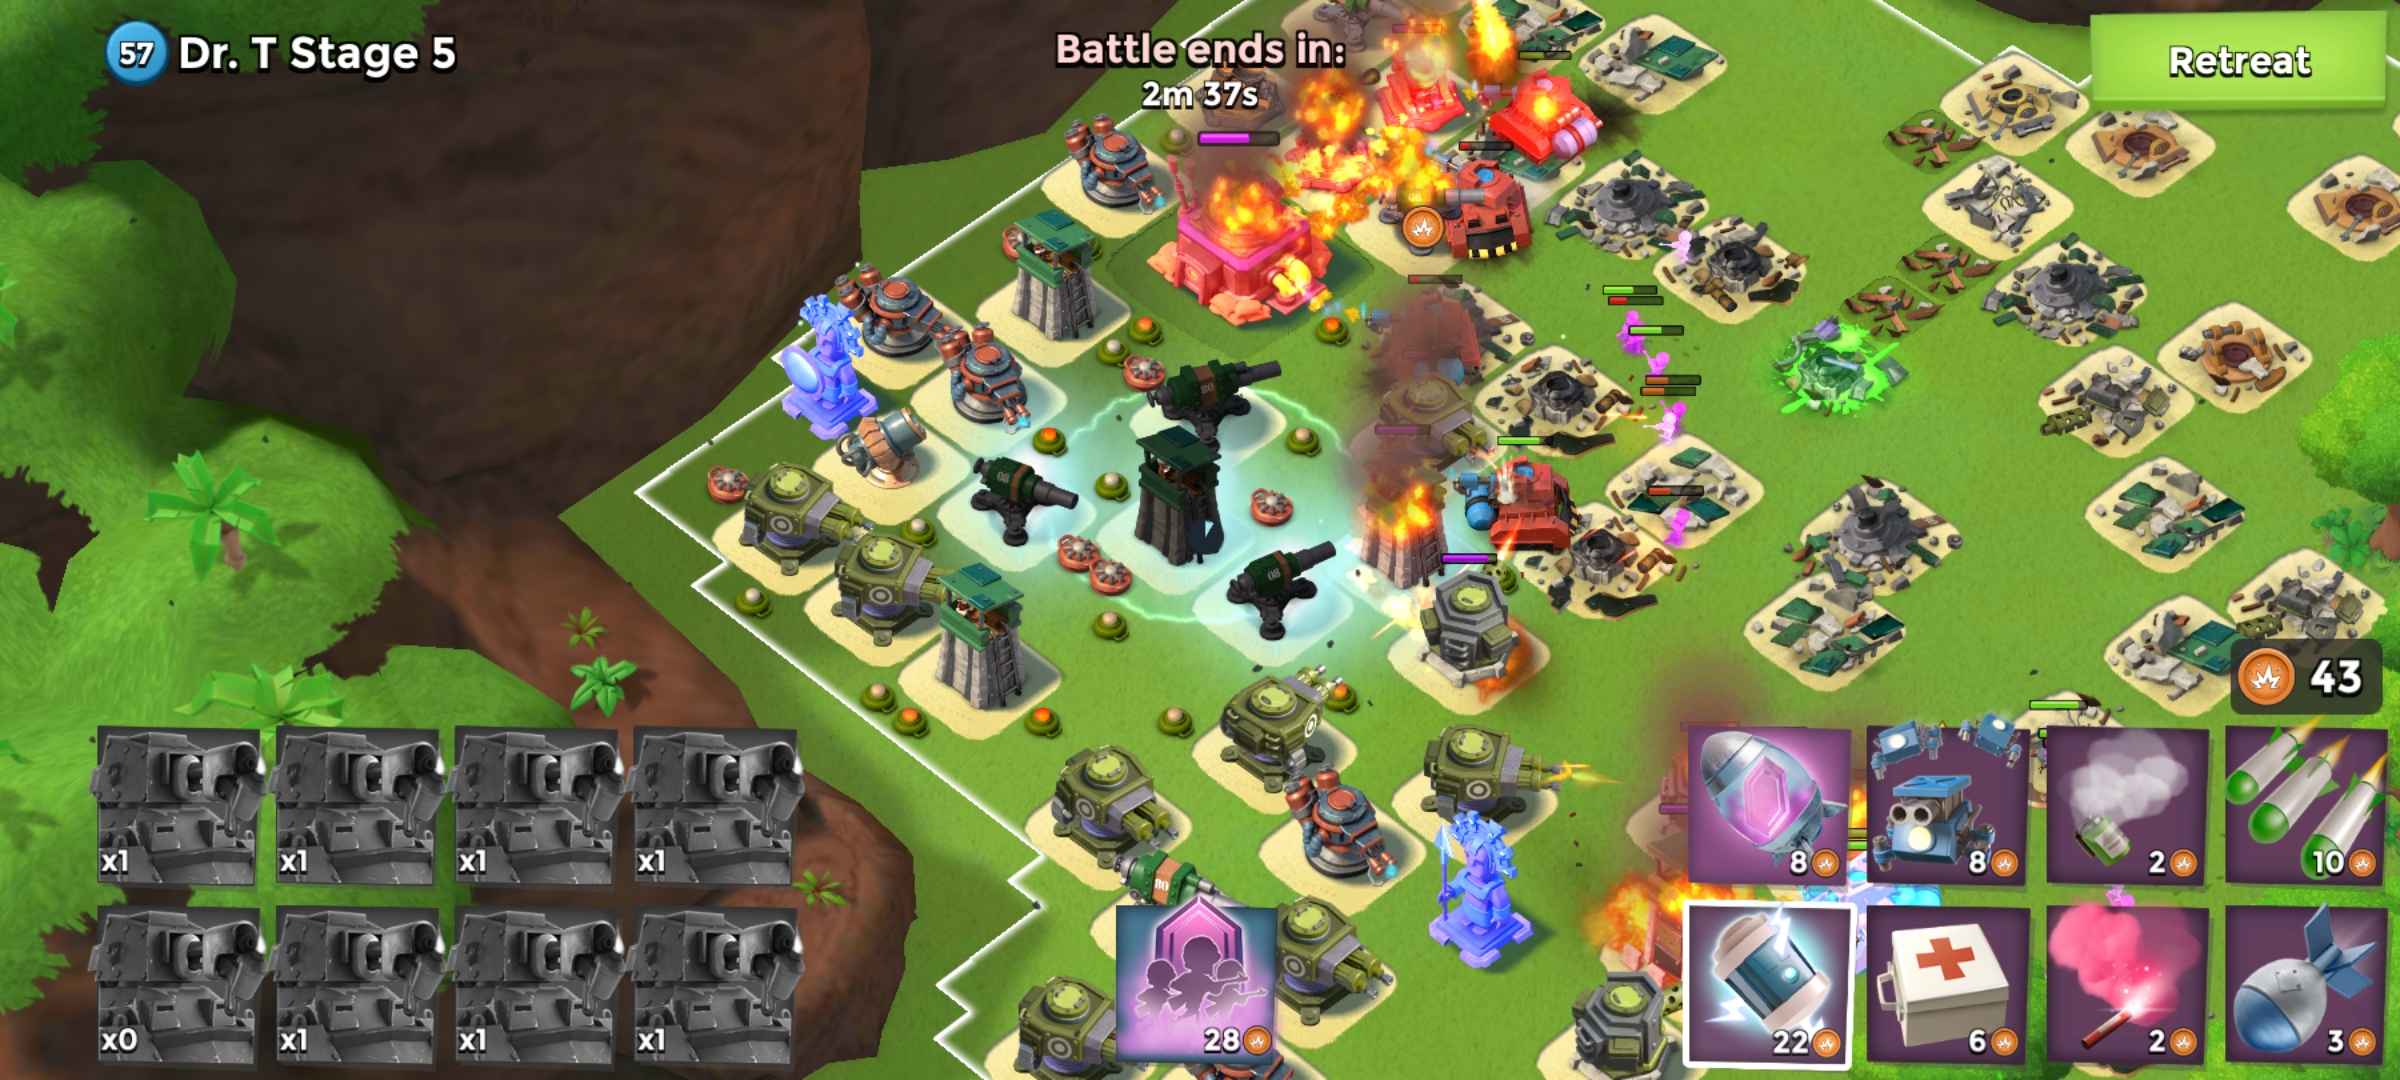 57 Dr. T Stage 5
Battle ends in:
2m 37s
Retreat
43
x1 x1 x1 x1
x0 x1 x1 x1
28
8 8 2 10
22 6 2 3